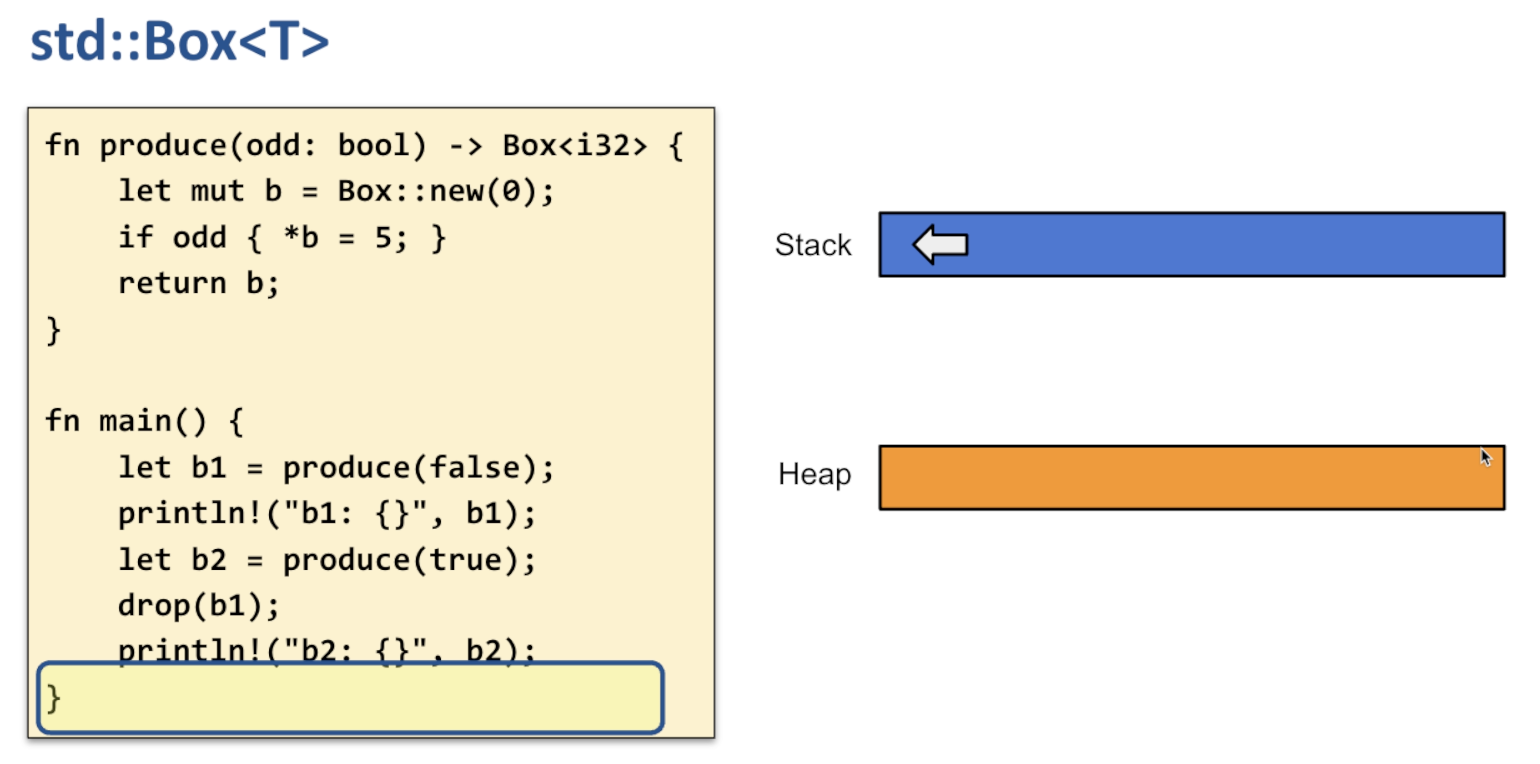 std::Box<T>
fn produce(odd: bool) -> Box<i32> {
    let mut b = Box::new(0);
    if odd { *b = 5; }
    return b;
}
fn main() {
    let b1 = produce(false);
    println!("b1: {}", b1);
    let b2 = produce(true);
    drop(b1);
    println!("b2: {}", b2);
}
Stack
Heap